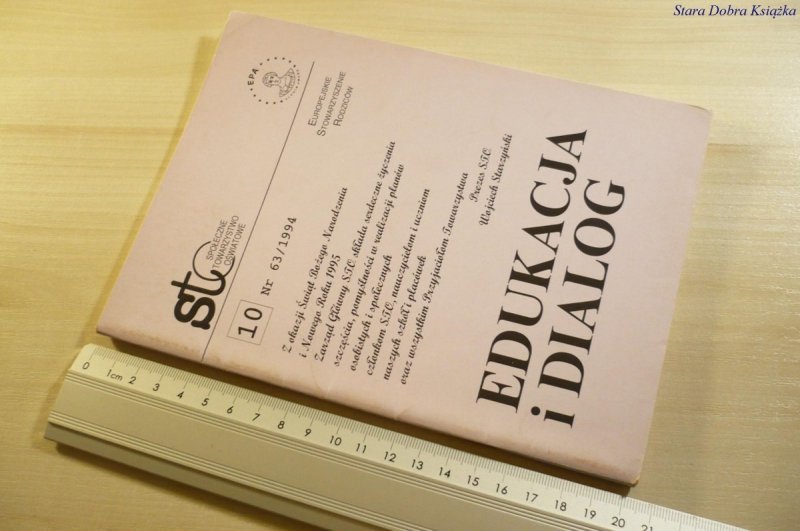 Stara Dobra Książka
sto
SPOŁECZNE
TOWARZYSTWO
OŚWIATOWE
EPA
EUROPEJSKIE
STOWARZYSZENIE
RODZICÓW
10 Nr 63/1994
Z okazji Świąt Bożego Narodzenia
i Nowego Roku 1995
Zarząd Główny STO składa serdeczne życzenia
szczęścia, pomyślności w realizacji planów
osobistych i społecznych
członkom STO, nauczycielom i uczniom
naszych szkół i placówek
oraz wszystkim Przyjaciołom Towarzystwa
Prezes STO
Wojciech Starzyński
EDUKACJA
i DIALOG
0 1cm 2 3 4 5 6 7 8 9 10 11 12 13 14 15 16 17 18 19 20 21